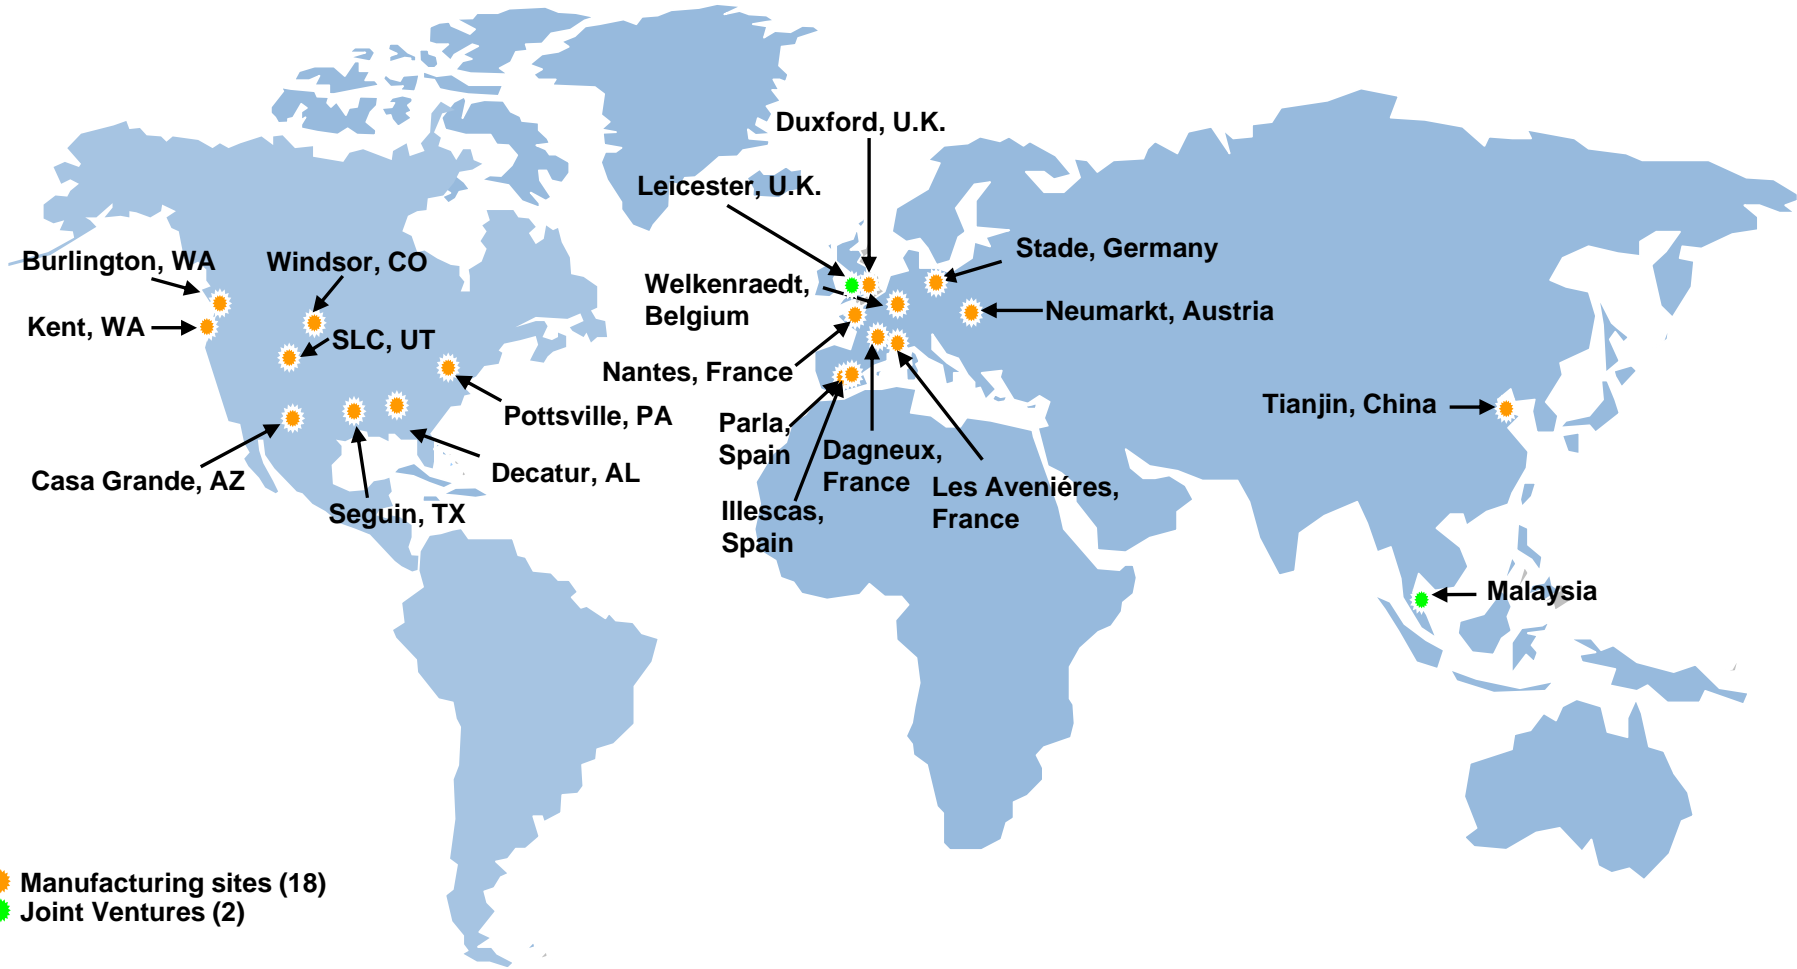 Duxford, U.K.
Leicester, U.K.
Burlington, WA
Windsor, CO
Stade, Germany
Welkenraedt,
Belgium
Neumarkt, Austria
Kent, WA
SLC, UT
Nantes, France
Pottsville, PA
Tianjin, China
Parla,
Spain
Dagneux,
France
Casa Grande, AZ
Decatur, AL
Les Aveniéres,
France
Seguin, TX
Illescas,
Spain
Malaysia
Manufacturing sites (18)
Joint Ventures (2)